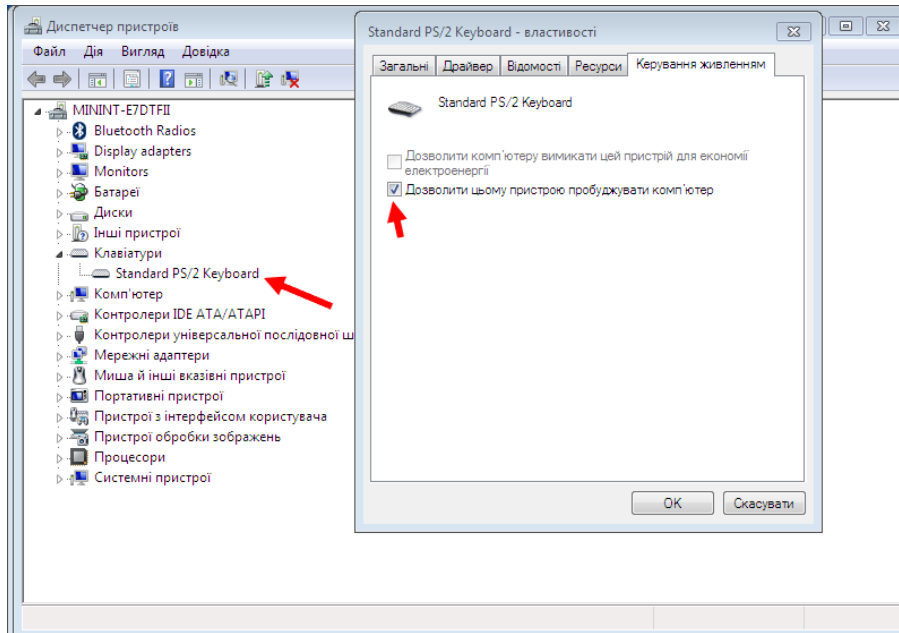 Диспетчер пристроїв
Файл Дія Вигляд Довідка
MININT-E7DTFII
Bluetooth Radios
Display adapters
Monitors
Батареї
Диски
Інші пристрої
Клавіатури
Standard PS/2 Keyboard
Комп'ютер
Контролери IDE ATA/ATAPI
Контролери універсальної послідовної ш
Мережні адаптери
Миша й інші вказівні пристрої
Портативні пристрої
Пристрої з інтерфейсом користувача
Пристрої обробки зображень
Процесори
Системні пристрої
Standard PS/2 Keyboard - властивості
Загальні Драйвер Відомості Ресурси Керування живленням
Standard PS/2 Keyboard
Дозволити комп'ютеру вимикати цей пристрій для економії
електроенергії
Дозволити цьому пристрою пробуджувати комп'ютер
OK Скасувати